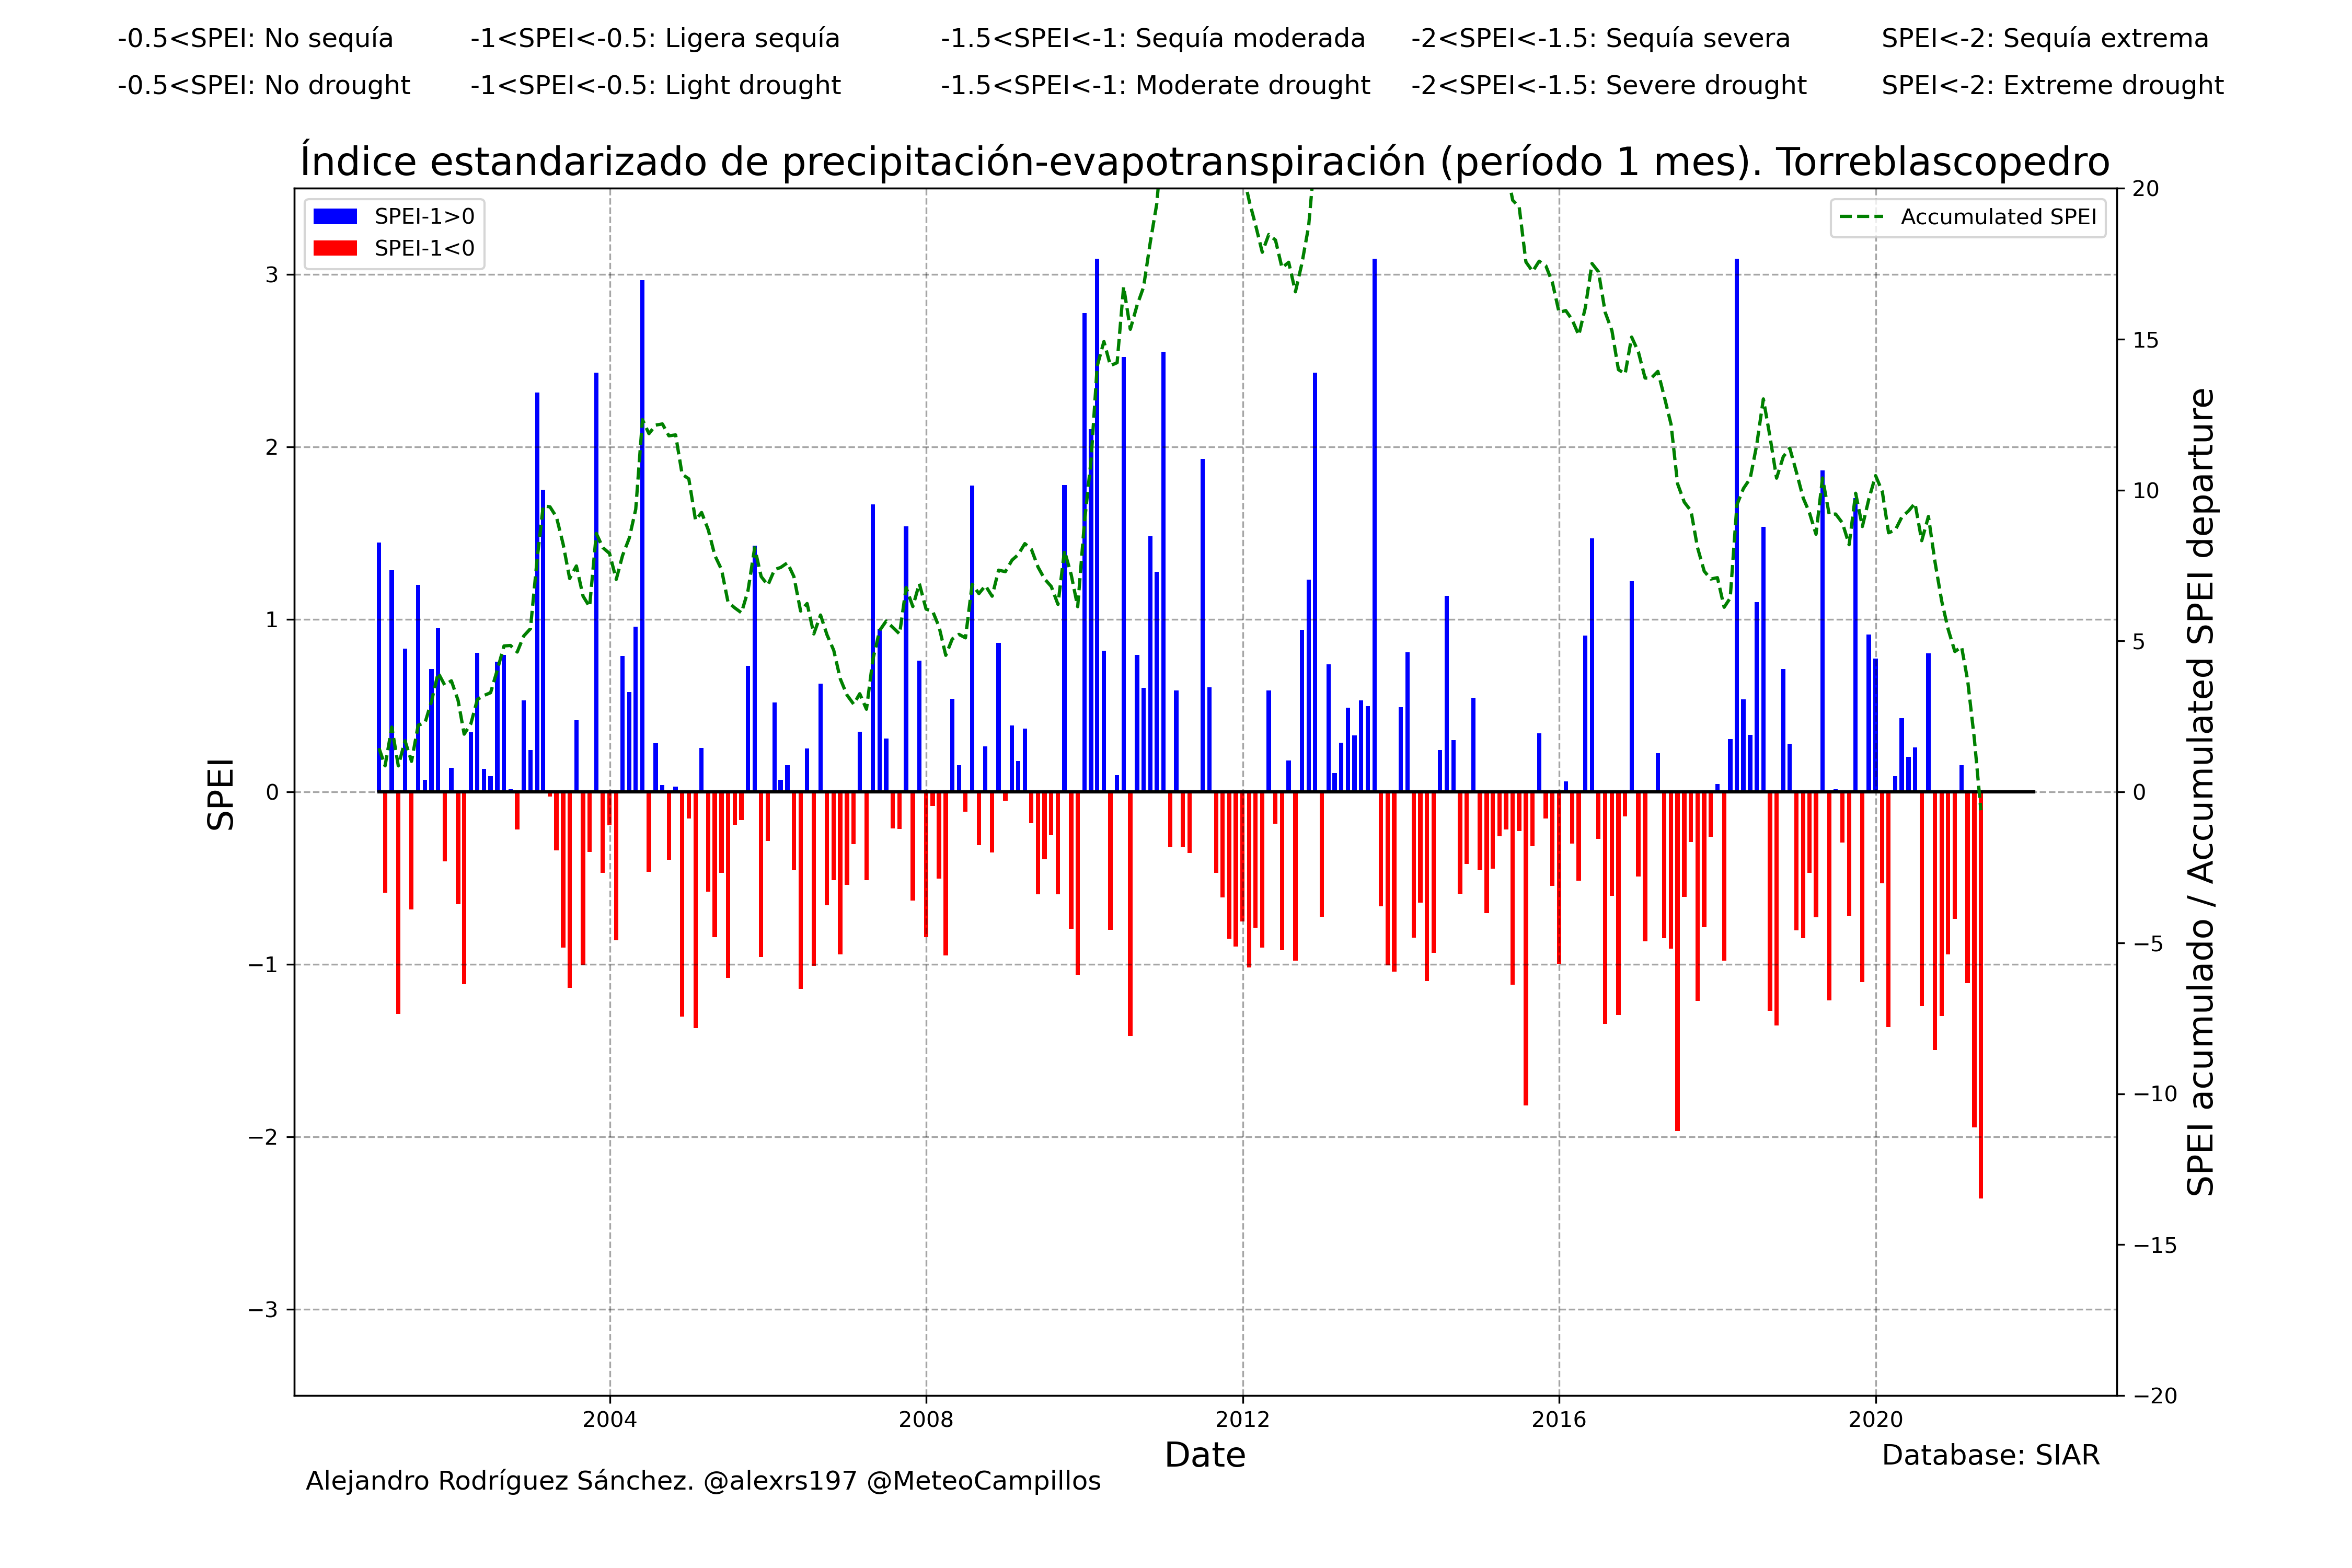 -0.5<SPEI: No sequía -1<SPEI<-0.5: Ligera sequía -1.5<SPEI<-1: Sequía moderada -2<SPEI<-1.5: Sequía severa SPEI<-2: Sequía extrema
-0.5<SPEI: No drought -1<SPEI<-0.5: Light drought -1.5<SPEI<-1: Moderate drought -2<SPEI<-1.5: Severe drought SPEI<-2: Extreme drought
Índice estandarizado de precipitación-evapotranspiración (período 1 mes). Torreblascopedro
SPEI-1>0
SPEI-1<0
Accumulated SPEI
SPEI
3
2
1
0
−1
−2
−3
20
15
10
5
0
−5
−10
−15
−20
SPEI acumulado / Accumulated SPEI departure
2004 2008 2012 2016 2020
Date
Database: SIAR
Alejandro Rodríguez Sánchez. @alexrs197 @MeteoCampillos